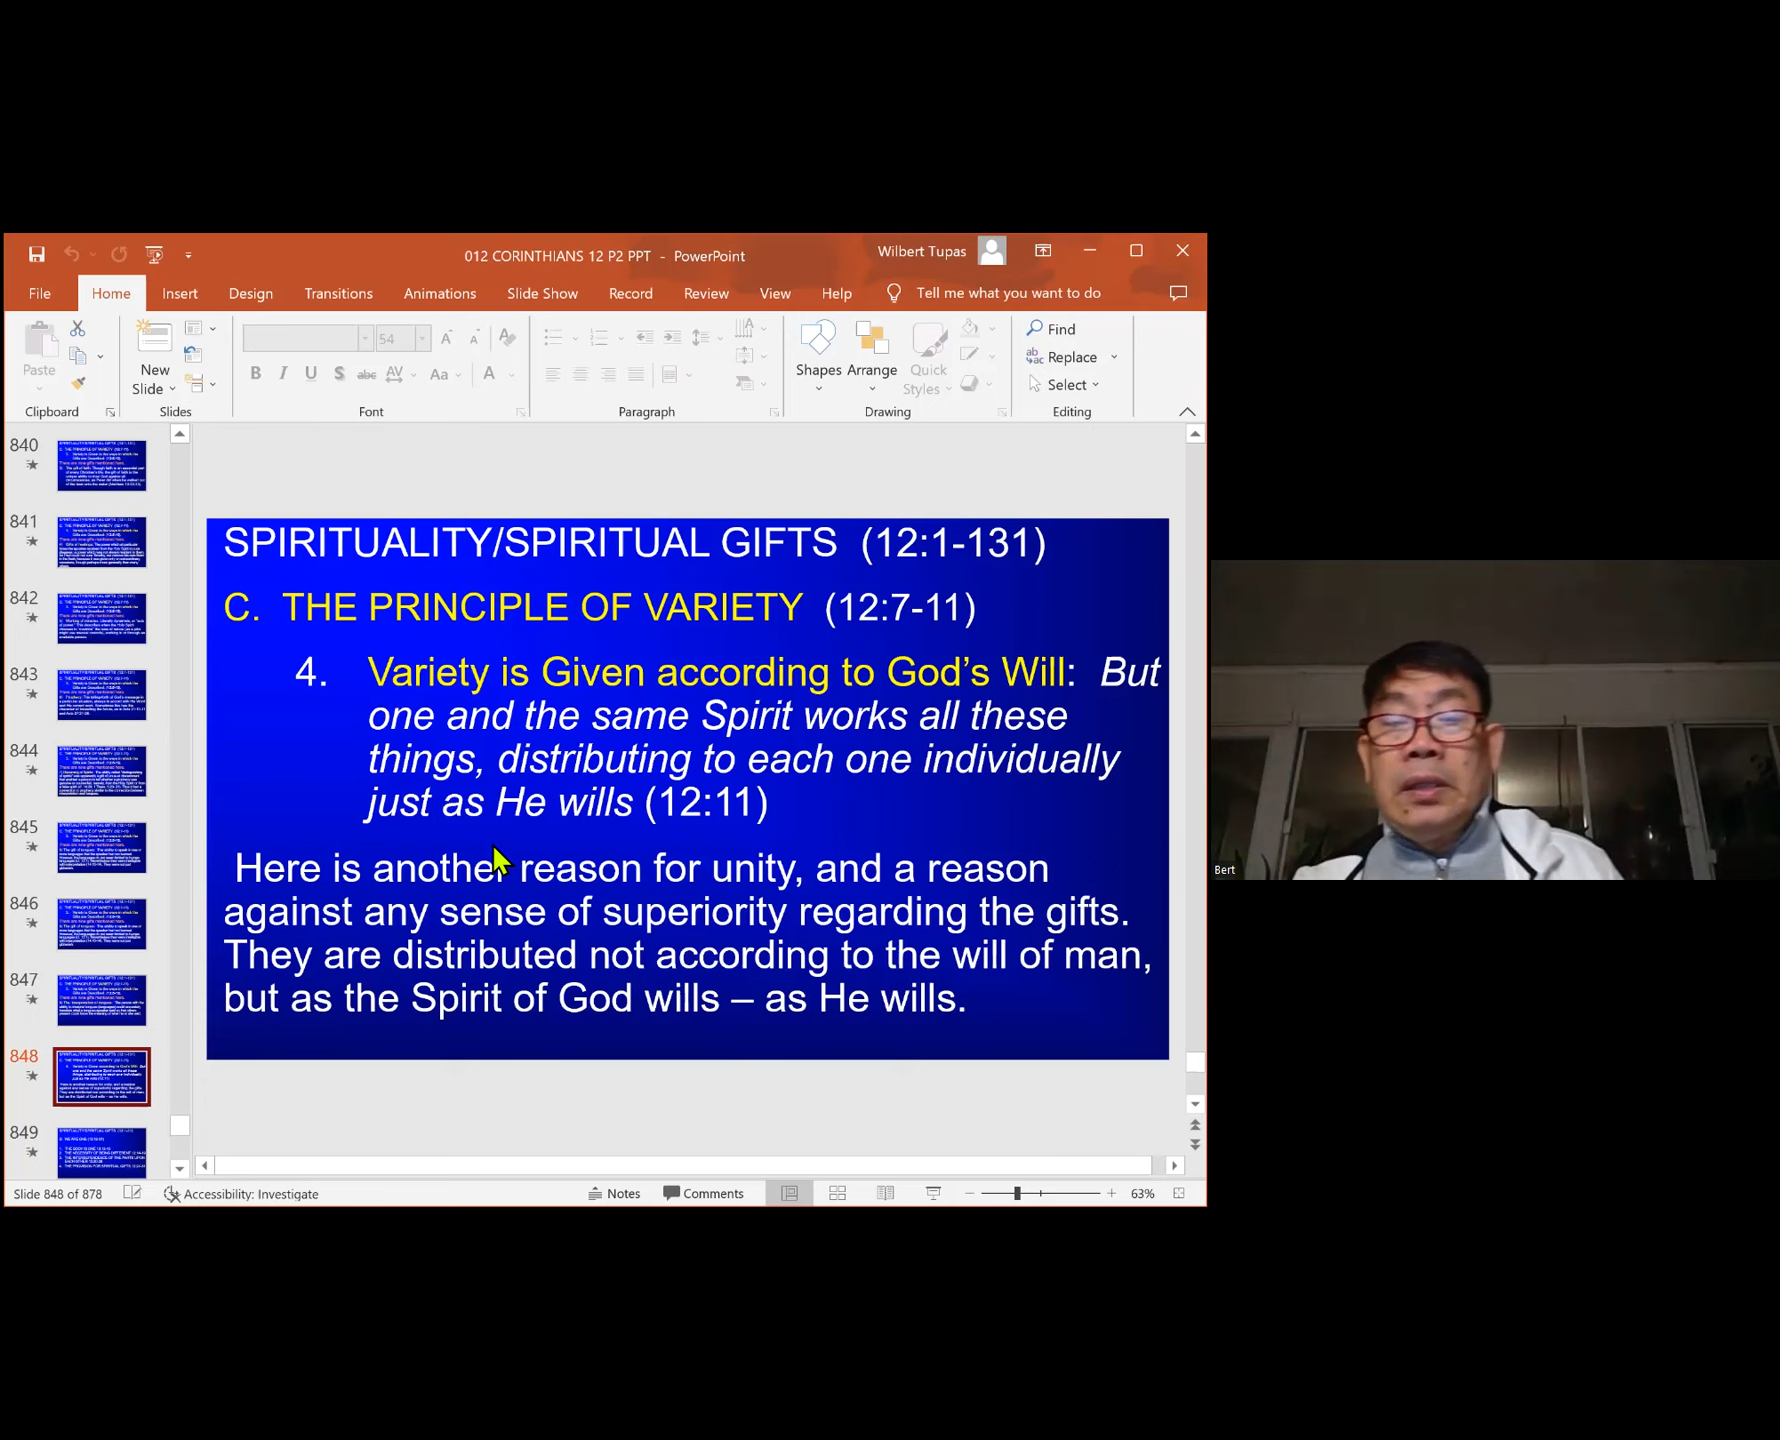 012 CORINTHIANS 12 P2 PPT - PowerPoint
Wilbert Tupas
File Home Insert Design Transitions Animations Slide Show Record Review View Help Tell me what you want to do
Paste
New
Slide
54
B I U S abc AV Aa A
Shapes
Arrange
Quick
Styles
Find
Replace
Select
Clipboard
Slides
Font
Paragraph
Drawing
Editing
840
841
842
843
844
845
846
847
848
849
SPIRITUALITY/SPIRITUAL GIFTS (12:1-131)
C. THE PRINCIPLE OF VARIETY (12:7-11)
4. Variety is Given according to God's Will: But
one and the same Spirit works all these
things, distributing to each one individually
just as He wills (12:11)
Here is another reason for unity, and a reason
against any sense of superiority regarding the gifts.
They are distributed not according to the will of man,
but as the Spirit of God wills – as He wills.
Bert
Slide 848 of 878
Accessibility: Investigate
Notes
Comments
63%